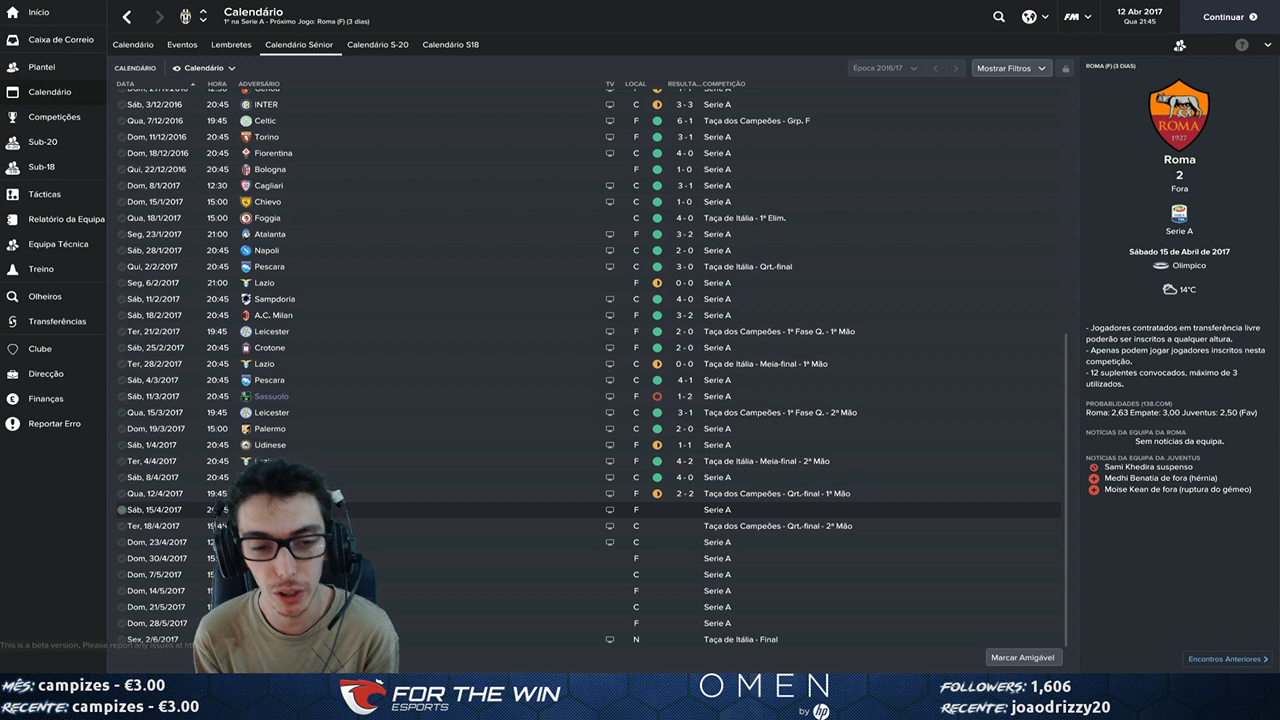 Início
Caixa de Correio
Plantel
Calendário
Competições
Sub-20
Sub-18
Tácticas
Relatório da Equipa
Equipa Técnica
Treino
Olheiros
Transferências
Clube
Direcção
Finanças
Reportar Erro
Calendário
1º na Serie A - Próximo Jogo: Roma (F) (3 dias)
FM
12 Abr 2017
Qua 21:45
Continuar
Calendário Eventos Lembretes Calendário Sénior Calendário S-20 Calendário S18
CALENDÁRIO Calendário Época 2016/17 Mostrar Filtros
DATA HORA ADVERSÁRIO TV LOCAL RESULTA... COMPETIÇÃO
Sáb, 3/12/2016 20:45 INTER C 3 - 3 Serie A
Qua, 7/12/2016 19:45 Celtic F 6 - 1 Taça dos Campeões - Grp. F
Dom, 11/12/2016 20:45 Torino F 3 - 1 Serie A
Dom, 18/12/2016 20:45 Fiorentina C 4 - 0 Serie A
Qui, 22/12/2016 20:45 Bologna F 1 - 0 Serie A
Dom, 8/1/2017 12:30 Cagliari C 3 - 1 Serie A
Dom, 15/1/2017 15:00 Chievo C 1 - 0 Serie A
Qua, 18/1/2017 15:00 Foggia C 4 - 0 Taça de Itália - 1ª Elim.
Seg, 23/1/2017 21:00 Atalanta F 3 - 2 Serie A
Sáb, 28/1/2017 20:45 Napoli C 2 - 0 Serie A
Qui, 2/2/2017 20:45 Pescara C 3 - 0 Taça de Itália - Qrt.-final
Seg, 6/2/2017 21:00 Lazio F 0 - 0 Serie A
Sáb, 11/2/2017 20:45 Sampdoria C 4 - 0 Serie A
Sáb, 18/2/2017 20:45 A.C. Milan F 3 - 2 Serie A
Ter, 21/2/2017 19:45 Leicester F 2 - 0 Taça dos Campeões - 1ª Fase Q. - 1ª Mão
Sáb, 25/2/2017 20:45 Crotone F 2 - 0 Serie A
Ter, 28/2/2017 20:45 Lazio C 0 - 0 Taça de Itália - Meia-final - 1ª Mão
Sáb, 4/3/2017 20:45 Pescara C 4 - 1 Serie A
Sáb, 11/3/2017 20:45 Sassuolo F 1 - 2 Serie A
Qua, 15/3/2017 19:45 Leicester C 3 - 1 Taça dos Campeões - 1ª Fase Q. - 2ª Mão
Dom, 19/3/2017 15:00 Palermo C 2 - 0 Serie A
Sáb, 1/4/2017 20:45 Udinese F 1 - 1 Serie A
Ter, 4/4/2017 20:45 F 4 - 2 Taça de Itália - Meia-final - 2ª Mão
Sáb, 8/4/2017 20:45 C 4 - 0 Serie A
Qua, 12/4/2017 19:45 F 2 - 2 Taça dos Campeões - Qrt.-final - 1ª Mão
Sáb, 15/4/2017 F Serie A
Ter, 18/4/2017 19:45 C Taça dos Campeões - Qrt.-final - 2ª Mão
Dom, 23/4/2017 C Serie A
Dom, 30/4/2017 F Serie A
Dom, 7/5/2017 C Serie A
Dom, 14/5/2017 F Serie A
Dom, 21/5/2017 C Serie A
Dom, 28/5/2017 F Serie A
Sex, 2/6/2017 N Taça de Itália - Final
Marcar Amigável
This is a beta version. Please report any issues at
ROMA (F) (3 DIAS)
ROMA
1927
Roma
2
Fora
Serie A
Sábado 15 de Abril de 2017
Olimpico
14°C
- Jogadores contratados em transferência livre
poderão ser inscritos a qualquer altura.
- Apenas podem jogar jogadores inscritos nesta
competição.
- 12 suplentes convocados, máximo de 3
utilizados.
PROBABLIDADES (138.COM)
Roma: 2,63 Empate: 3,00 Juventus: 2,50 (Fav)
NOTÍCIAS DA EQUIPA DA ROMA
Sem notícias da equipa.
NOTÍCIAS DA EQUIPA DA JUVENTUS
Sami Khedira suspenso
Medhi Benatia de fora (hérnia)
Moise Kean de fora (ruptura do gémeo)
Encontros Anteriores
MÊS: campizes - €3.00
RECENTE: campizes - €3.00
FOR THE WIN
ESPORTS
OMEN
by hp
FOLLOWERS: 1,606
RECENTE: joaodrizzy20